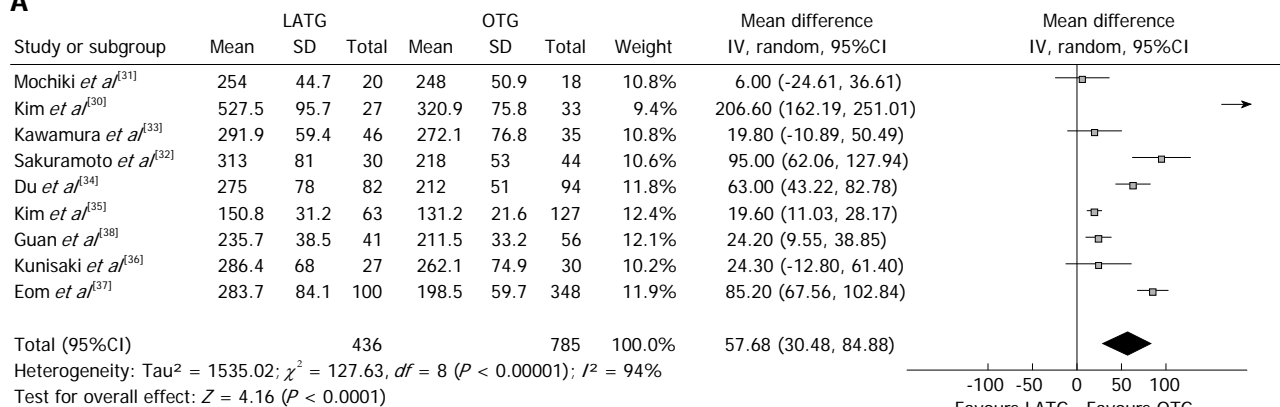 A
LATG OTG Mean difference Mean difference
Study or subgroup Mean SD Total Mean SD Total Weight IV, random, 95%CI IV, random, 95%CI
Mochiki et al[31] 254 44.7 20 248 50.9 18 10.8% 6.00 (-24.61, 36.61)
Kim et al[30] 527.5 95.7 27 320.9 75.8 33 9.4% 206.60 (162.19, 251.01)
Kawamura et al[33] 291.9 59.4 46 272.1 76.8 35 10.8% 19.80 (-10.89, 50.49)
Sakuramoto et al[32] 313 81 30 218 53 44 10.6% 95.00 (62.06, 127.94)
Du et al[34] 275 78 82 212 51 94 11.8% 63.00 (43.22, 82.78)
Kim et al[35] 150.8 31.2 63 131.2 21.6 127 12.4% 19.60 (11.03, 28.17)
Guan et al[38] 235.7 38.5 41 211.5 33.2 56 12.1% 24.20 (9.55, 38.85)
Kunisaki et al[36] 286.4 68 27 262.1 74.9 30 10.2% 24.30 (-12.80, 61.40)
Eom et al[37] 283.7 84.1 100 198.5 59.7 348 11.9% 85.20 (67.56, 102.84)
Total (95%CI) 436 785 100.0% 57.68 (30.48, 84.88)
Heterogeneity: Tau² = 1535.02; χ² = 127.63, df = 8 (P < 0.00001); I² = 94%
-100 -50 0 50 100
Test for overall effect: Z = 4.16 (P < 0.0001)
Favours LATG Favours OTG